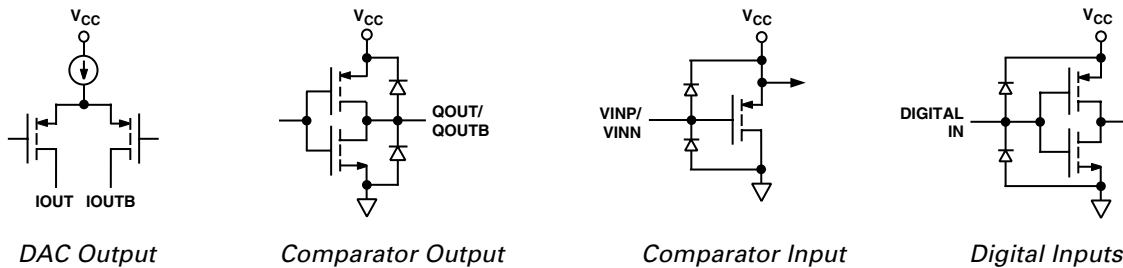 VCC
IOUT IOUTB
DAC Output
VCC
QOUT/
QOUTB
Comparator Output
VCC
VINP/
VINN
Comparator Input
VCC
DIGITAL
IN
Digital Inputs